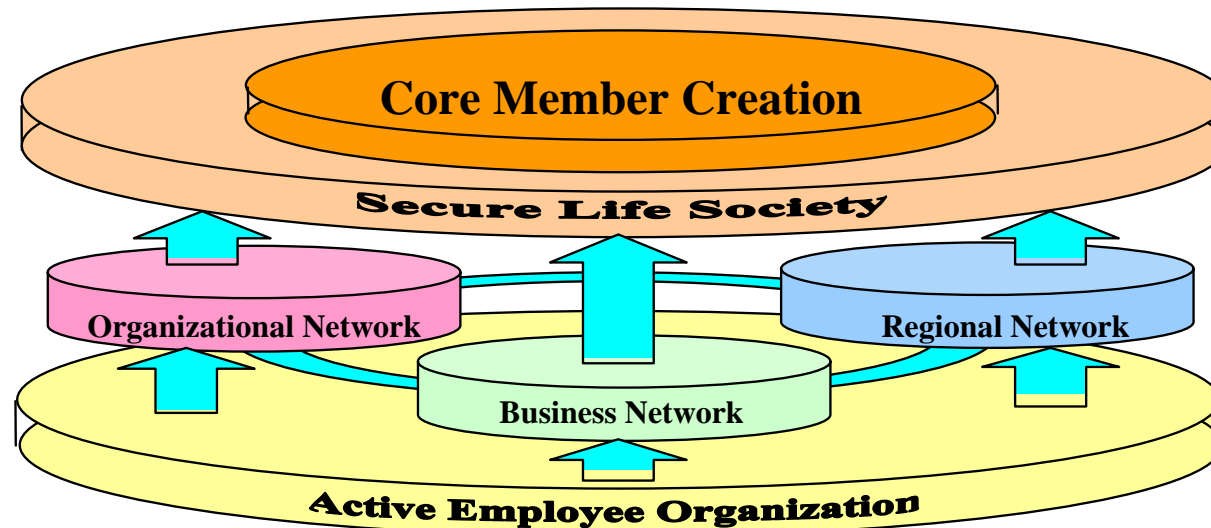 Core Member Creation
Secure Life Society
Organizational Network
Regional Network
Business Network
Active Employee Organization